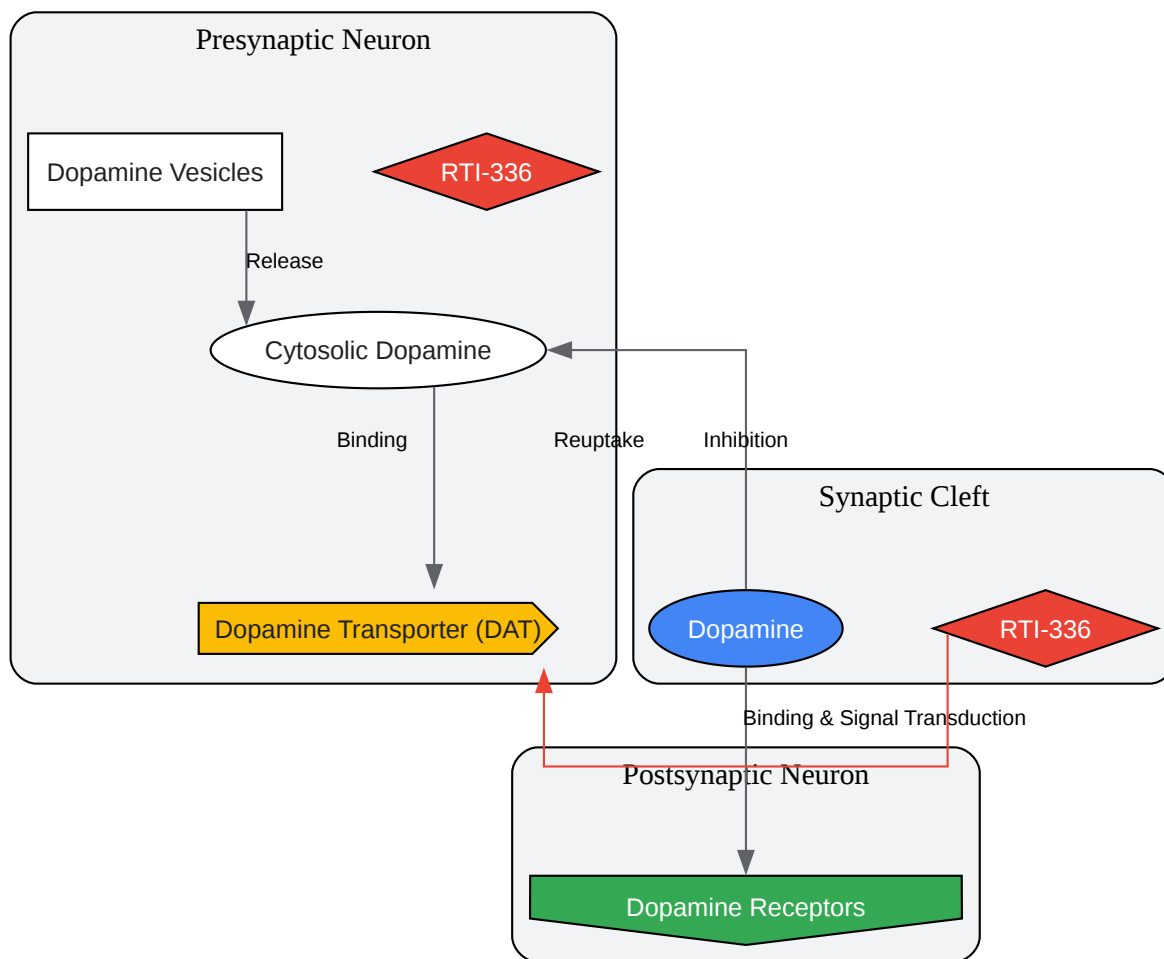 Presynaptic Neuron
Dopamine Vesicles
RTI-336
Release
Cytosolic Dopamine
Binding
Reuptake
Inhibition
Synaptic Cleft
Dopamine Transporter (DAT)
Dopamine
RTI-336
Binding & Signal Transduction
Postsynaptic Neuron
Dopamine Receptors